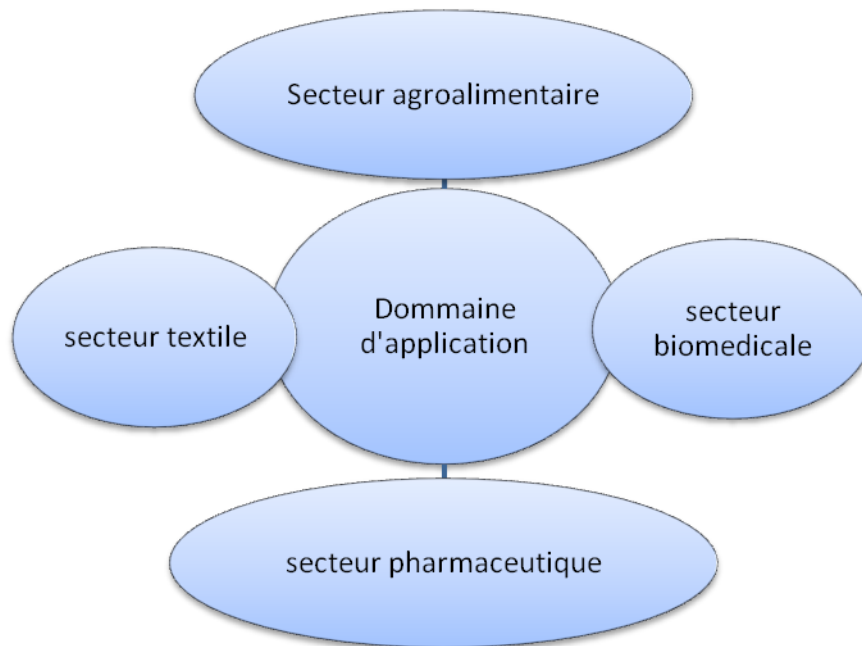 Secteur agroalimentaire
secteur textile
Dommaine
d'application
secteur
biomedicale
secteur pharmaceutique